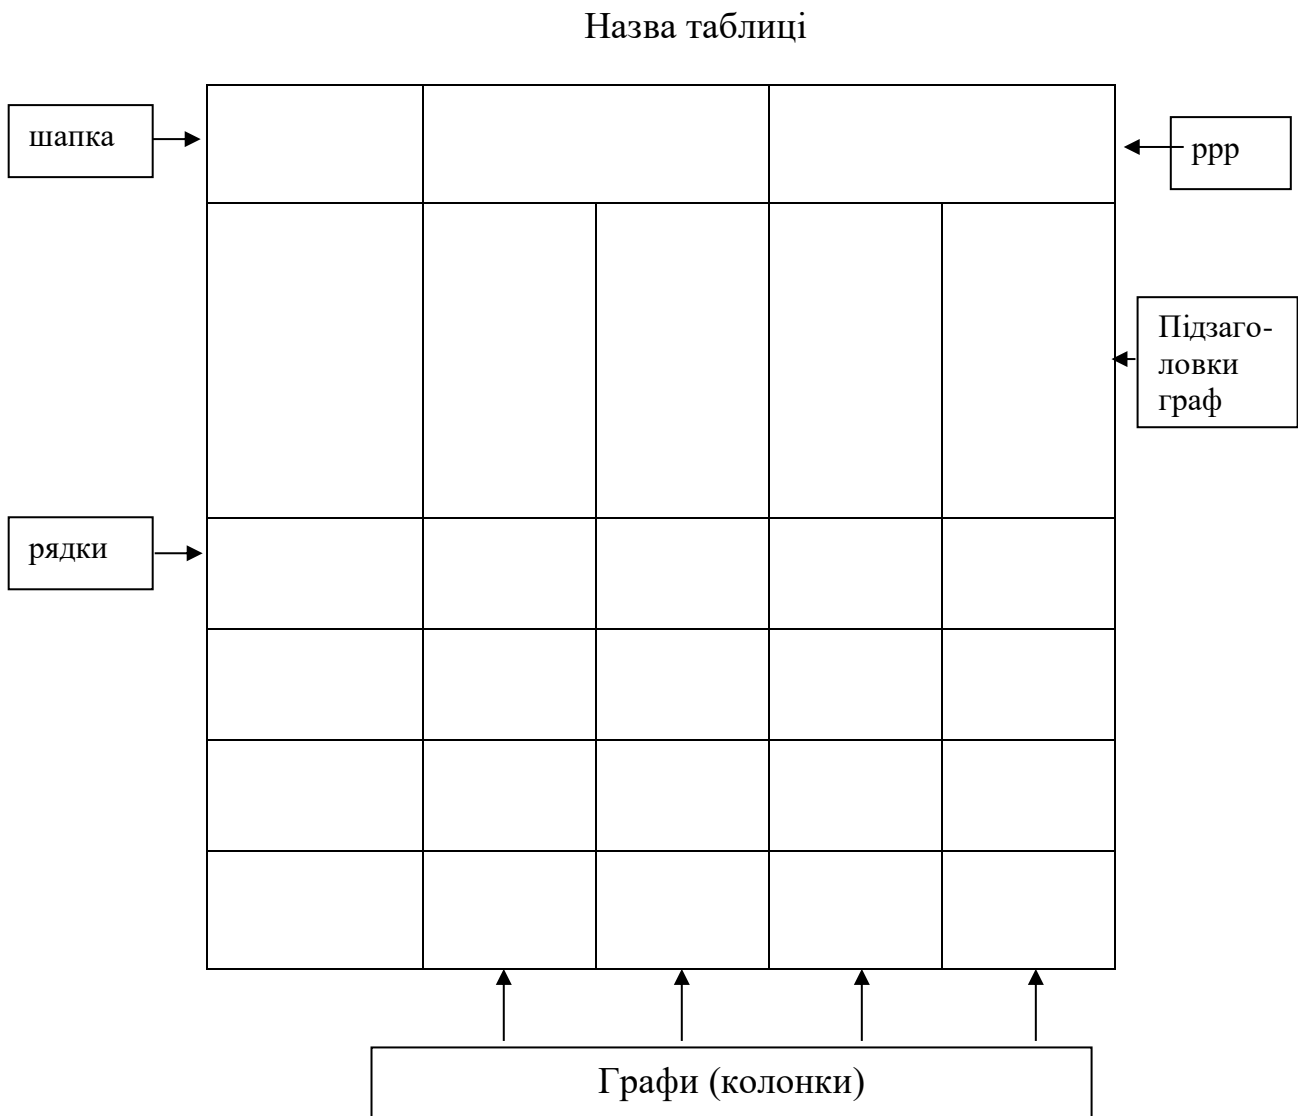 Назва таблиці
шапка
ррр
Підзаго-
ловки
граф
рядки
Графи (колонки)